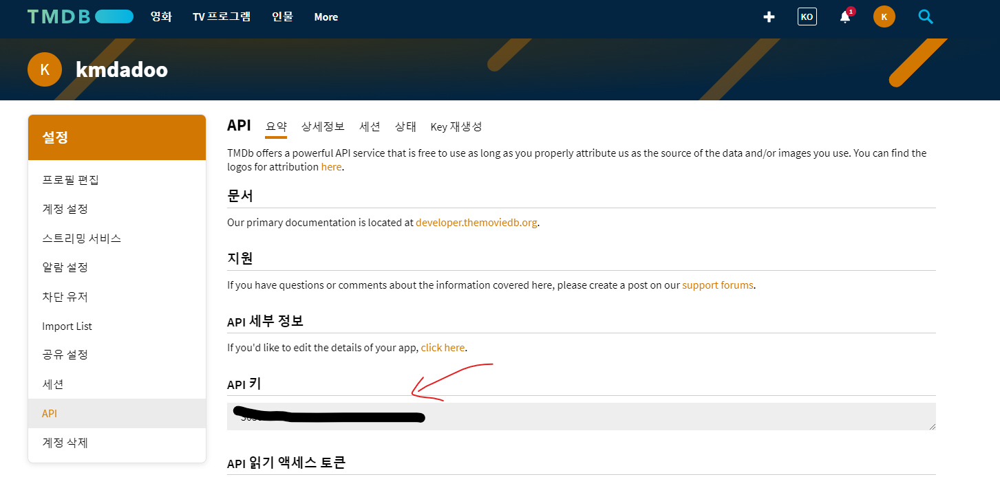 TMDB 영화 TV 프로그램 인물 More KO 1 K
K kmdadoo
설정
프로필 편집
계정 설정
스트리밍 서비스
알람 설정
차단 유저
Import List
공유 설정
세션
API
계정 삭제
API 요약 상세정보 세션 상태 Key 재생성
TMDb offers a powerful API service that is free to use as long as you properly attribute us as the source of the data and/or images you use. You can find the
logos for attribution here.
문서
Our primary documentation is located at developer.themoviedb.org.
지원
If you have questions or comments about the information covered here, please create a post on our support forums.
API 세부 정보
If you'd like to edit the details of your app, click here.
API 키
API 읽기 액세스 토큰